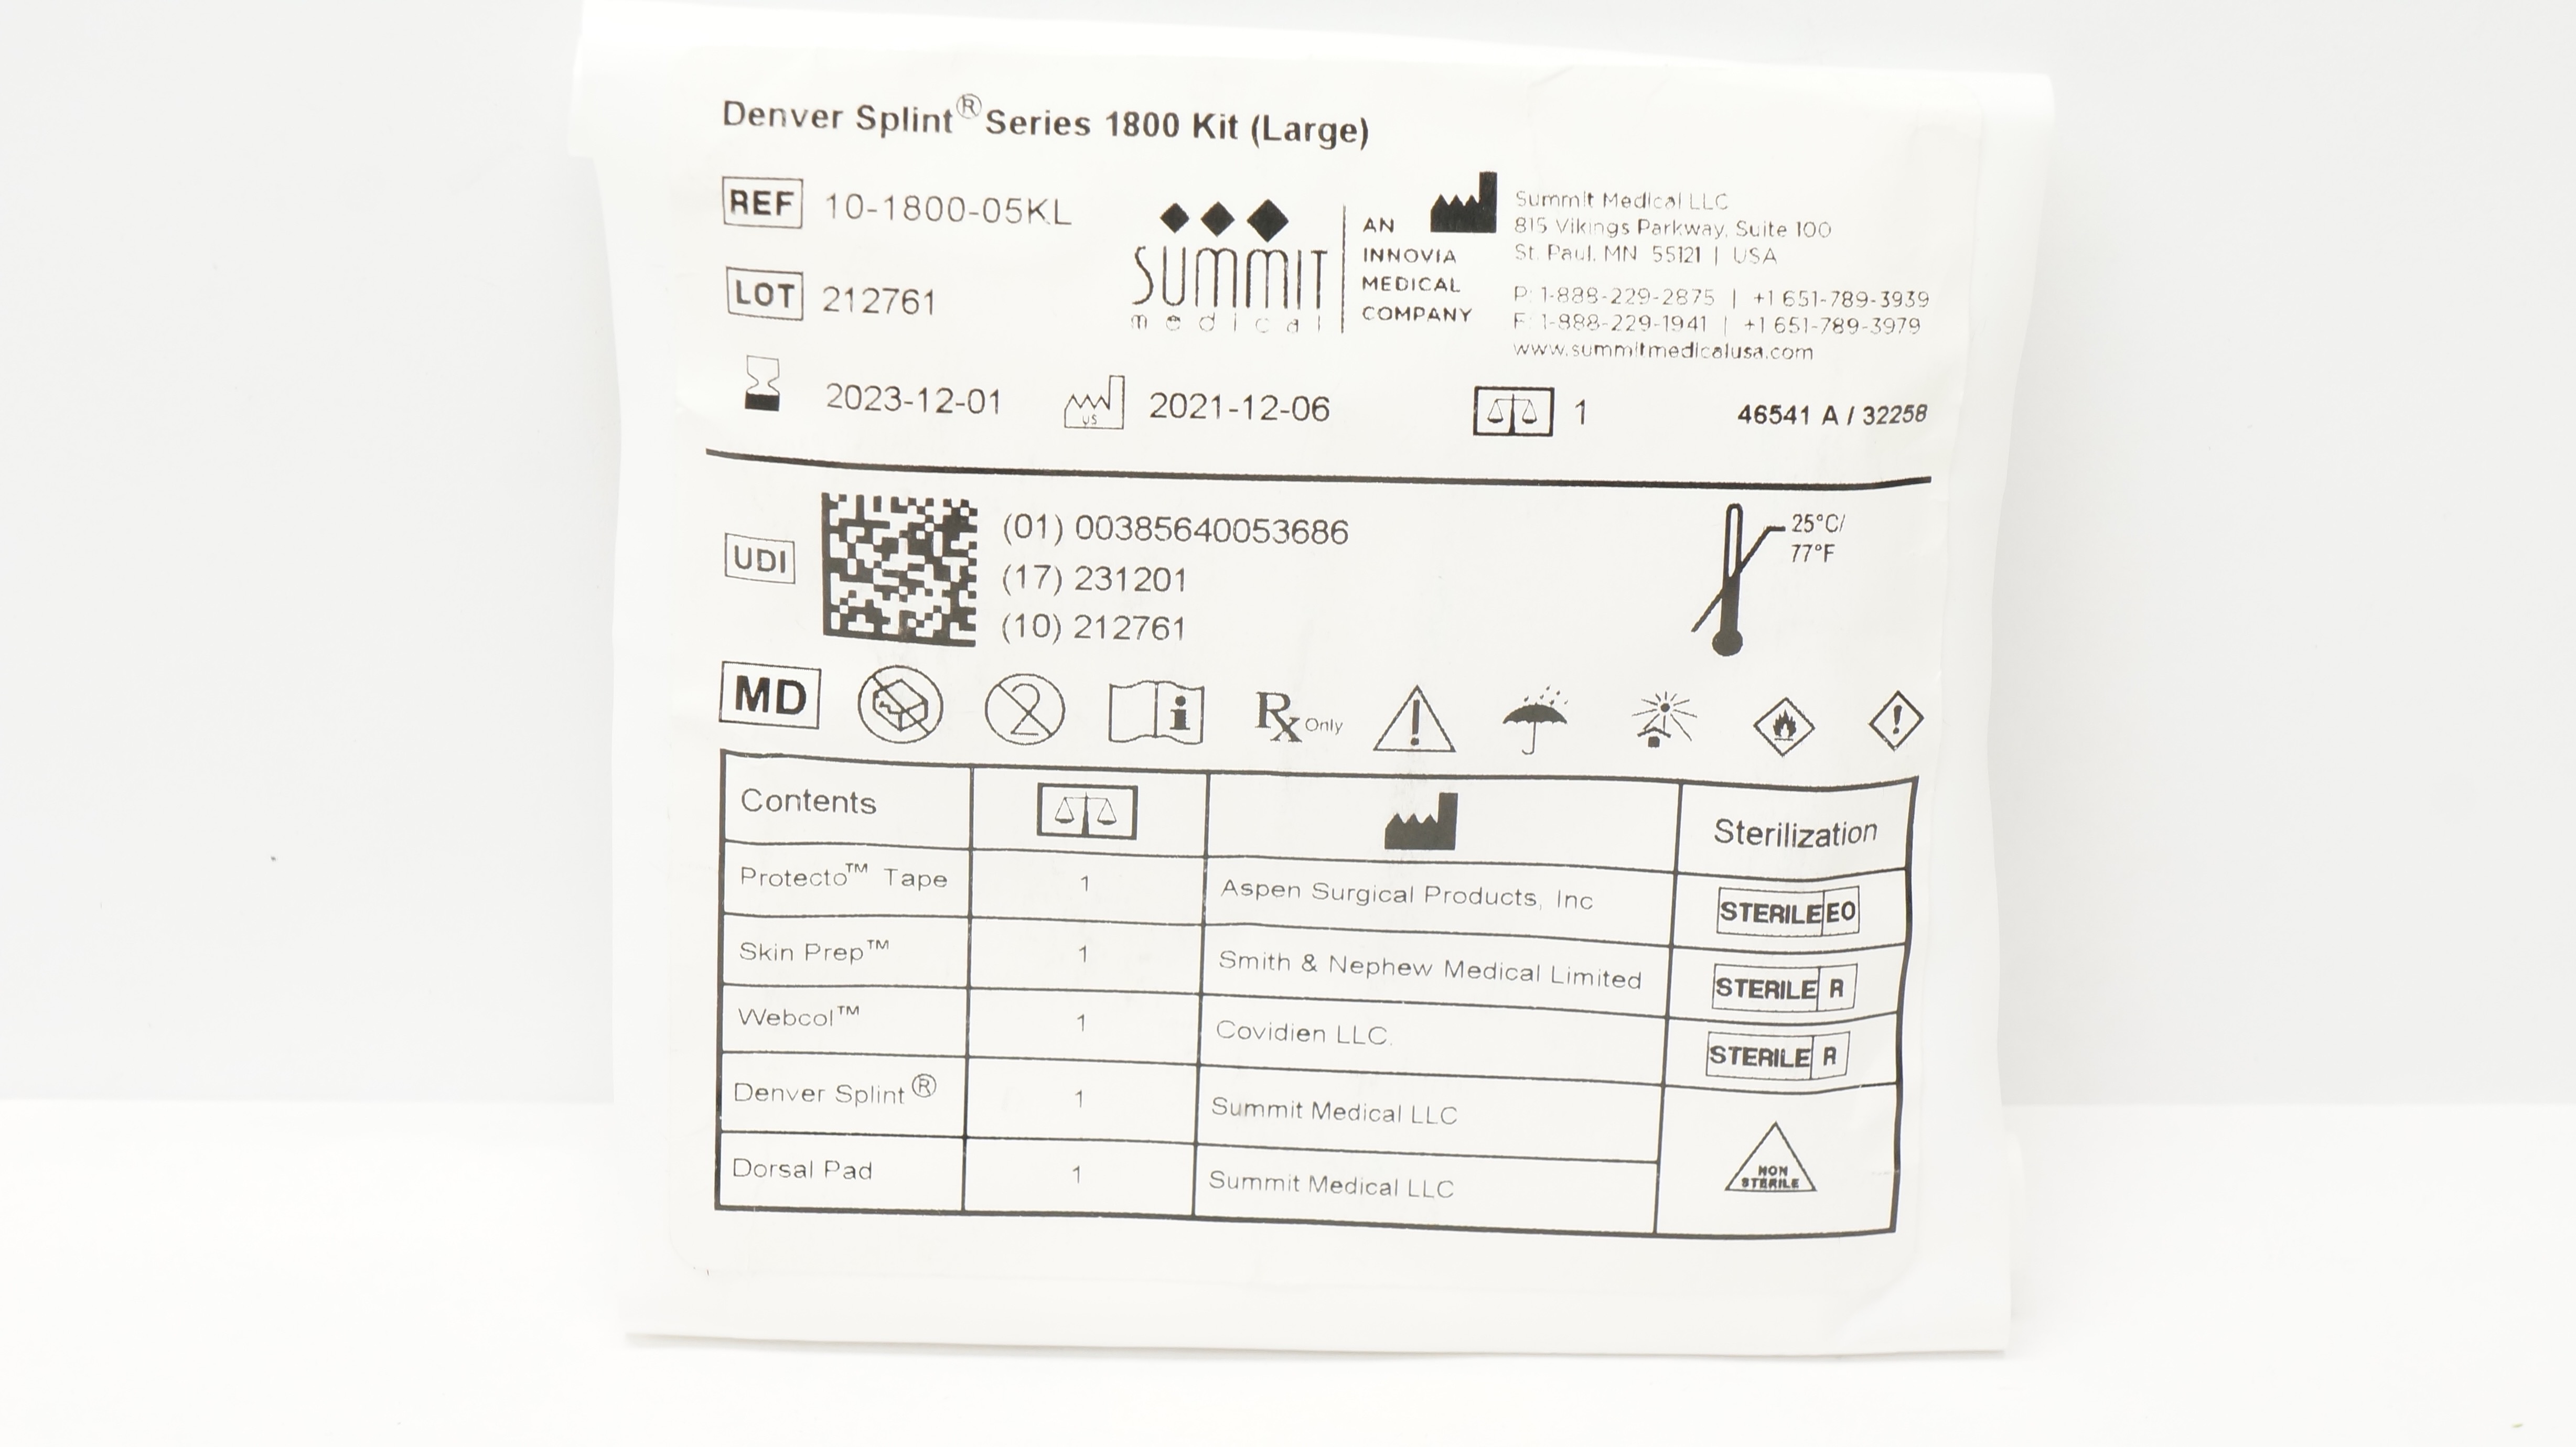 Denver Splint® Series 1800 Kit (Large)
REF 10-1800-05KL
LOT 212761
SUMMIT
medical
AN
INNOVIA
MEDICAL
COMPANY
Summit Medical LLC
815 Vikings Parkway, Suite 100
St. Paul, MN 55121 | USA
P: 1-888-229-2875 | +1 651-789-3939
F: 1-888-229-1941 | +1 651-789-3979
www.summitmedicalusa.com
2023-12-01 US 2021-12-06 1 46541 A / 32258
UDI
(01) 00385640053686
(17) 231201
(10) 212761
25°C/
77°F
MD 2 i Rx Only ! !
Contents Sterilization
Protecto™ Tape 1 Aspen Surgical Products, Inc STERILE EO
Skin Prep™ 1 Smith & Nephew Medical Limited STERILE R
Webcol™ 1 Covidien LLC. STERILE R
Denver Splint® 1 Summit Medical LLC
Dorsal Pad 1 Summit Medical LLC
NON
STERILE